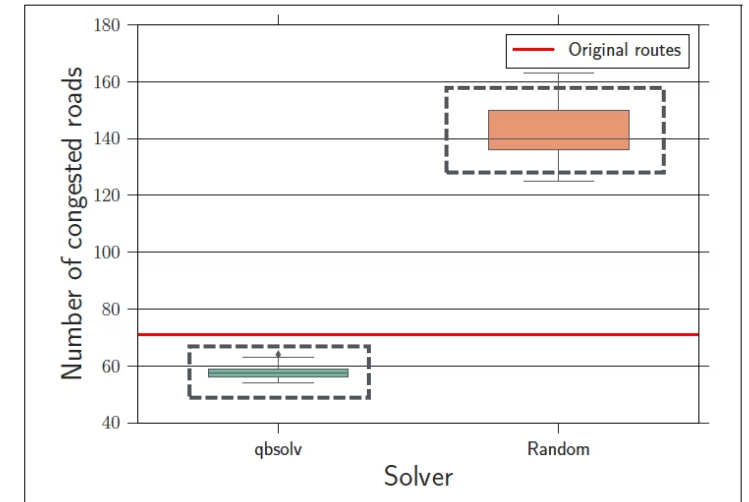 Number of congested roads
180
160
140
120
100
80
60
40
Original routes
qbsolv
Random
Solver